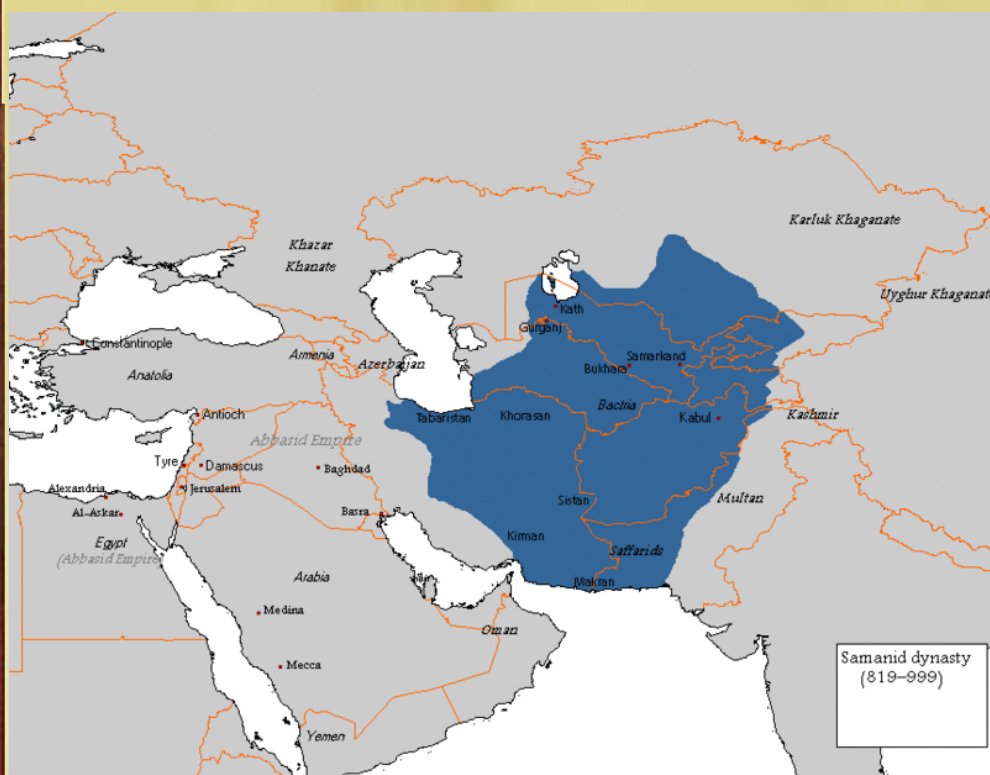 Karluk Khaganate
Khazar
Khanate
Uyghur Khaganate
Kath
Gurganj
Constantinople
Armenia
Azerbaijan
Samarkand
Bukhara
Anatolia
Bactria
Antioch
Tabaristan
Khorasan
Kabul
Kashmir
Abbasid Empire
Tyre
Damascus
Baghdad
Alexandria
Jerusalem
Multan
Sistan
Al-Askar
Basra
Egypt
(Abbasid Empire)
Kirman
Saffarids
Arabia
Makran
Medina
Oman
Mecca
Yemen
Samanid dynasty
(819–999)